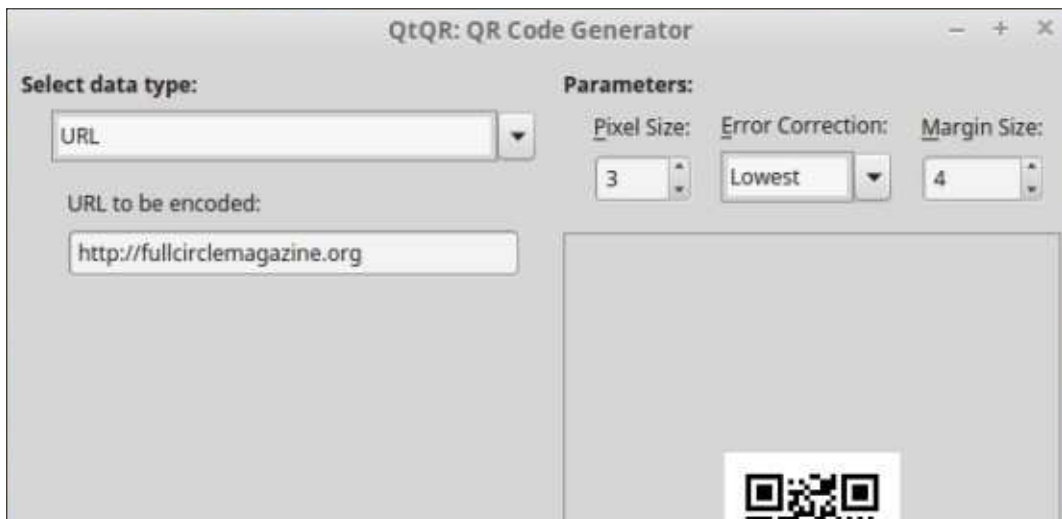 QtQR: QR Code Generator
Select data type:
URL
URL to be encoded:
http://fullcirclemagazine.org
Parameters:
Pixel Size: Error Correction: Margin Size:
3 Lowest 4